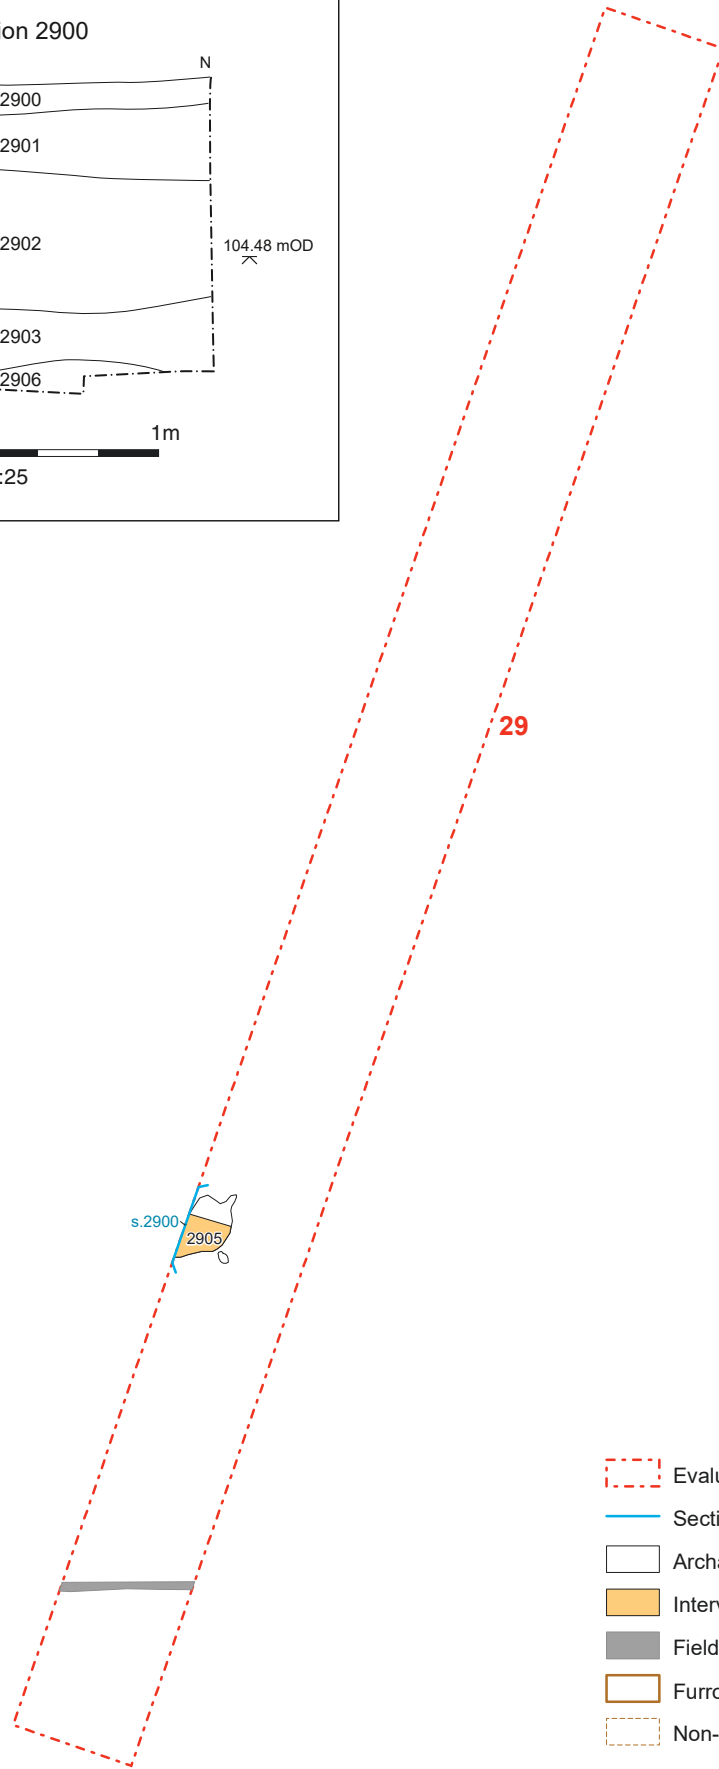 ion 2900
N
2900
2901
2902
104.48 mOD
2903
2906
1m
:25
29
s.2900
2905
Evalu
Secti
Archa
Interv
Field
Furro
Non-